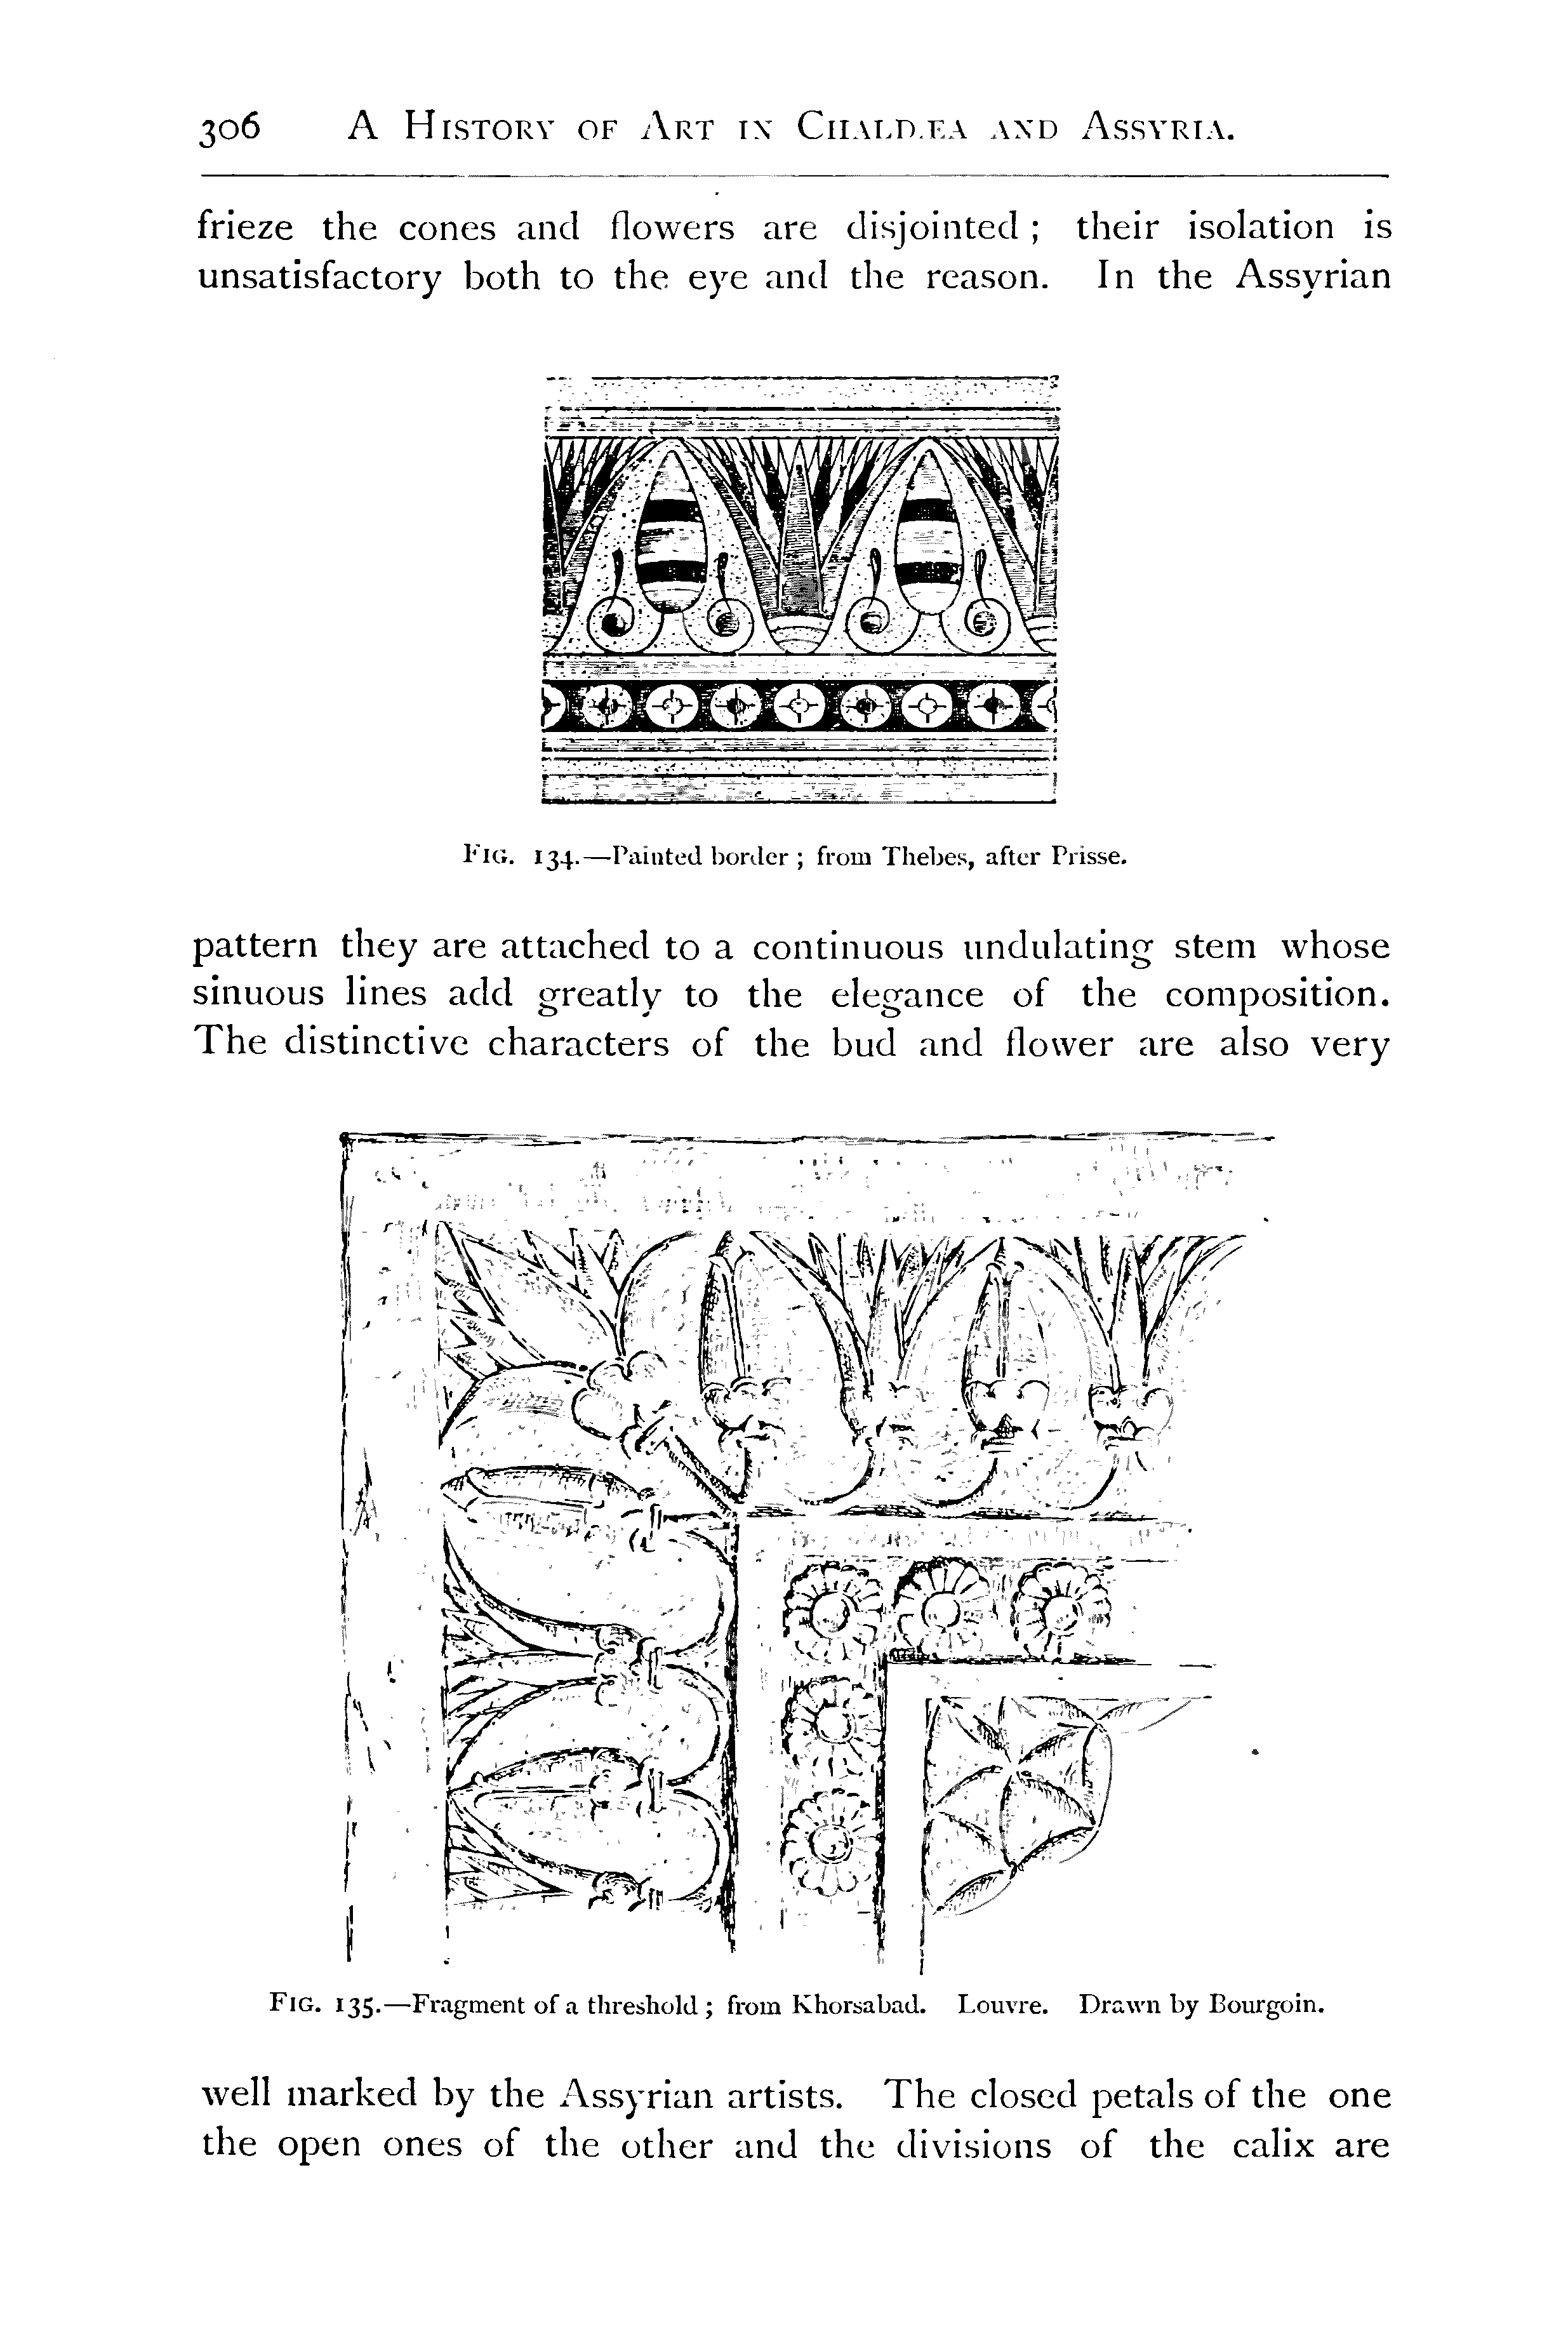 306 A History of Art in Chaldæa and Assyria.
frieze the cones and flowers are disjointed ; their isolation is
unsatisfactory both to the eye and the reason. In the Assyrian
Fig. 134.—Painted border ; from Thebes, after Prisse.
pattern they are attached to a continuous undulating stem whose
sinuous lines add greatly to the elegance of the composition.
The distinctive characters of the bud and flower are also very
Fig. 135.—Fragment of a threshold ; from Khorsabad. Louvre. Drawn by Bourgoin.
well marked by the Assyrian artists. The closed petals of the one
the open ones of the other and the divisions of the calix are